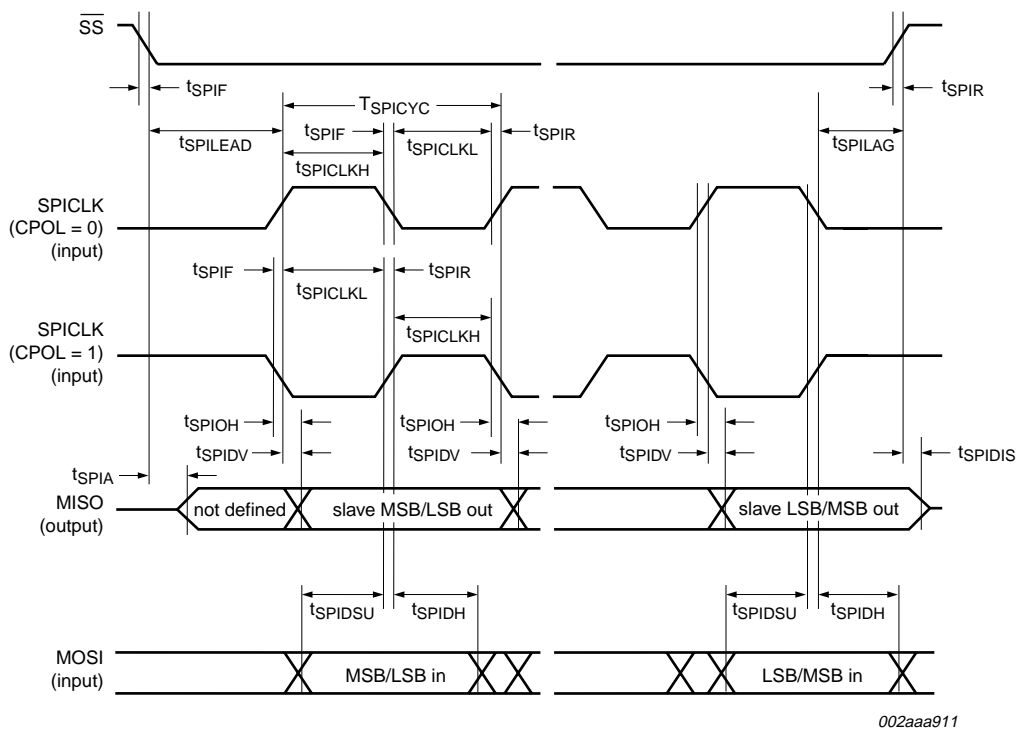 SS
tSPIF
tSPIR
TSPICYC
tSPIF
tSPIR
tSPILEAD
tSPICLKL
tSPILAG
tSPICLKH
SPICLK
(CPOL = 0)
(input)
tSPIF
tSPIR
tSPICLKL
SPICLK
(CPOL = 1)
(input)
tSPICLKH
tSPIOH
tSPIOH
tSPIOH
tSPIDV
tSPIDV
tSPIDV
tSPIDIS
tSPIA
MISO
(output)
not defined
slave MSB/LSB out
slave LSB/MSB out
tSPIDSU
tSPIDH
tSPIDSU
tSPIDH
MOSI
(input)
MSB/LSB in
LSB/MSB in
002aaa911